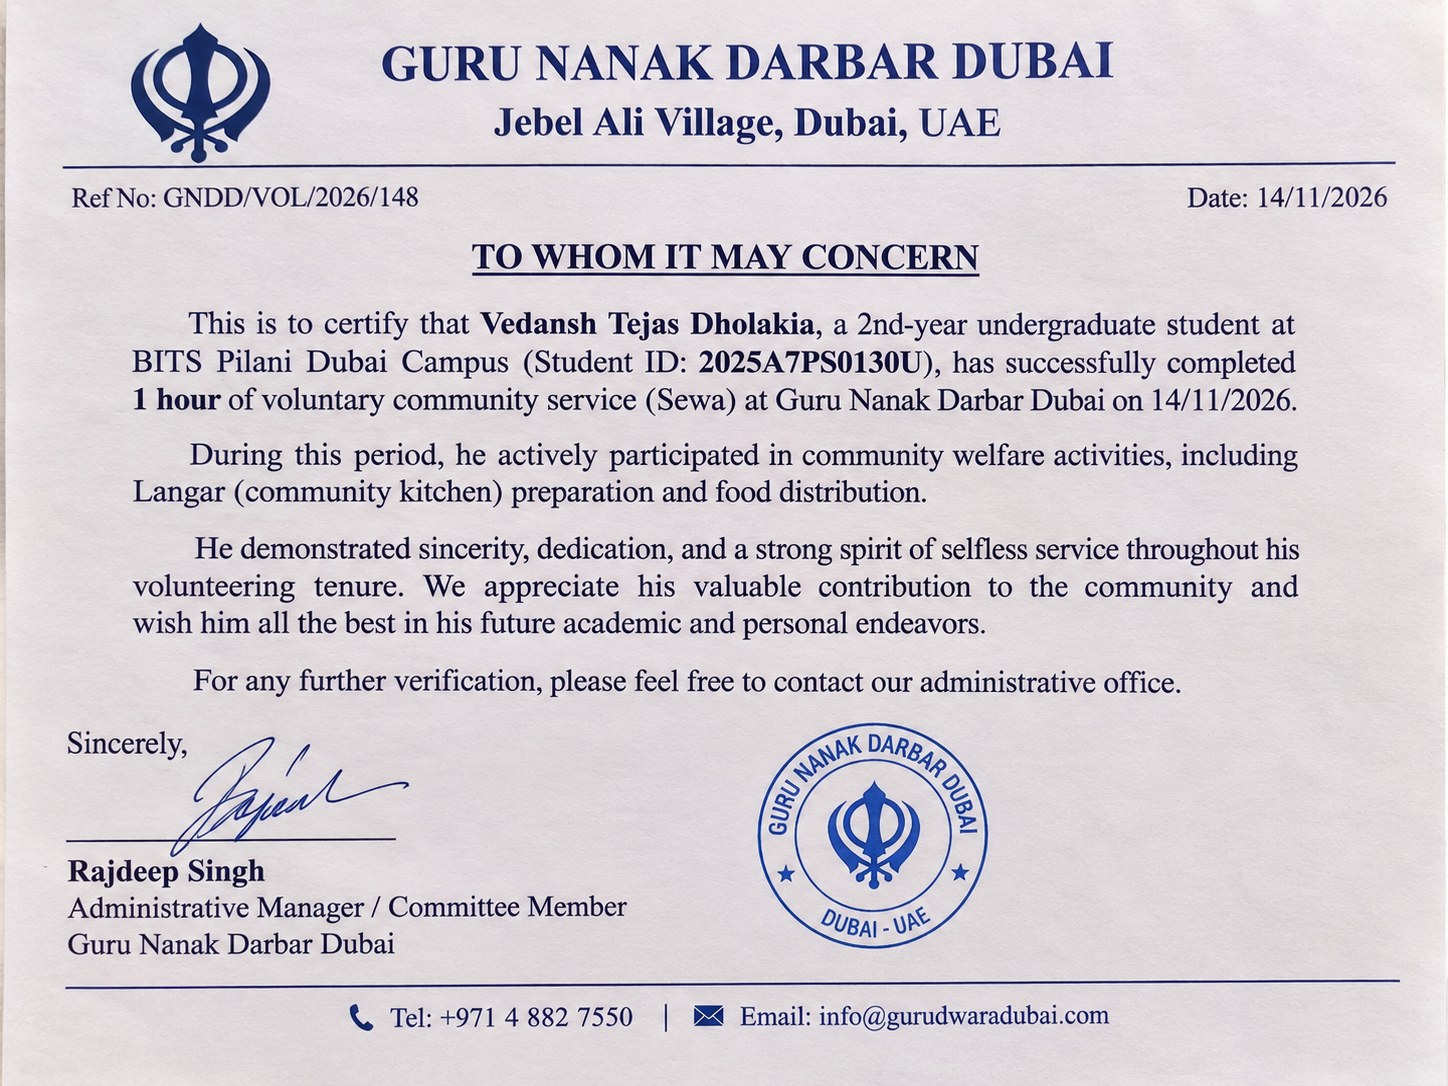 GURU NANAK DARBAR DUBAI
Jebel Ali Village, Dubai, UAE
Ref No: GNDD/VOL/2026/148
Date: 14/11/2026
TO WHOM IT MAY CONCERN
This is to certify that Vedansh Tejas Dholakia, a 2nd-year undergraduate student at
BITS Pilani Dubai Campus (Student ID: 2025A7PS0130U), has successfully completed
1 hour of voluntary community service (Sewa) at Guru Nanak Darbar Dubai on 14/11/2026.
During this period, he actively participated in community welfare activities, including
Langar (community kitchen) preparation and food distribution.
He demonstrated sincerity, dedication, and a strong spirit of selfless service throughout his
volunteering tenure. We appreciate his valuable contribution to the community and
wish him all the best in his future academic and personal endeavors.
For any further verification, please feel free to contact our administrative office.
Sincerely,
Rajdeep Singh
Administrative Manager / Committee Member
Guru Nanak Darbar Dubai
GURU NANAK DARBAR DUBAI
DUBAI - UAE
Tel: +971 4 882 7550 | Email: info@gurudwaradubai.com